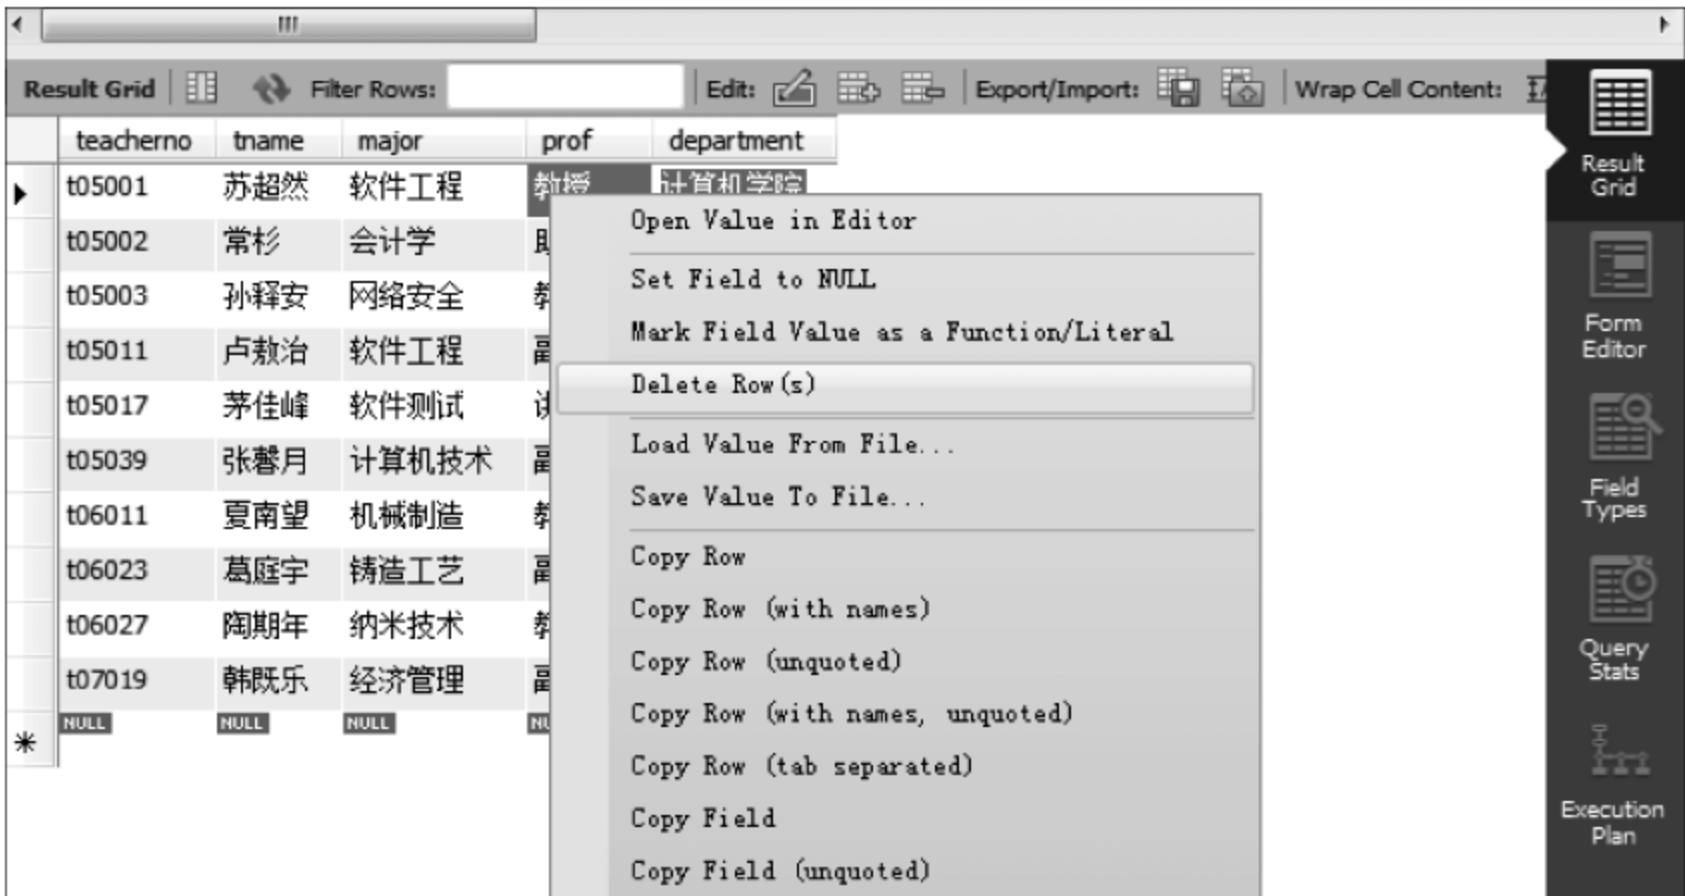 Result Grid Filter Rows: Edit: Export/Import: Wrap Cell Content:
teacherno tname major prof department
t05001 苏超然 软件工程 教授 计算机学院
t05002 常杉 会计学
t05003 孙释安 网络安全
t05011 卢敖治 软件工程
t05017 茅佳峰 软件测试
t05039 张馨月 计算机技术
t06011 夏南望 机械制造
t06023 葛庭宇 铸造工艺
t06027 陶期年 纳米技术
t07019 韩既乐 经济管理
NULL NULL NULL
Open Value in Editor
Set Field to NULL
Mark Field Value as a Function/Literal
Delete Row(s)
Load Value From File...
Save Value To File...
Copy Row
Copy Row (with names)
Copy Row (unquoted)
Copy Row (with names, unquoted)
Copy Row (tab separated)
Copy Field
Copy Field (unquoted)
Result
Grid
Form
Editor
Field
Types
Query
Stats
Execution
Plan